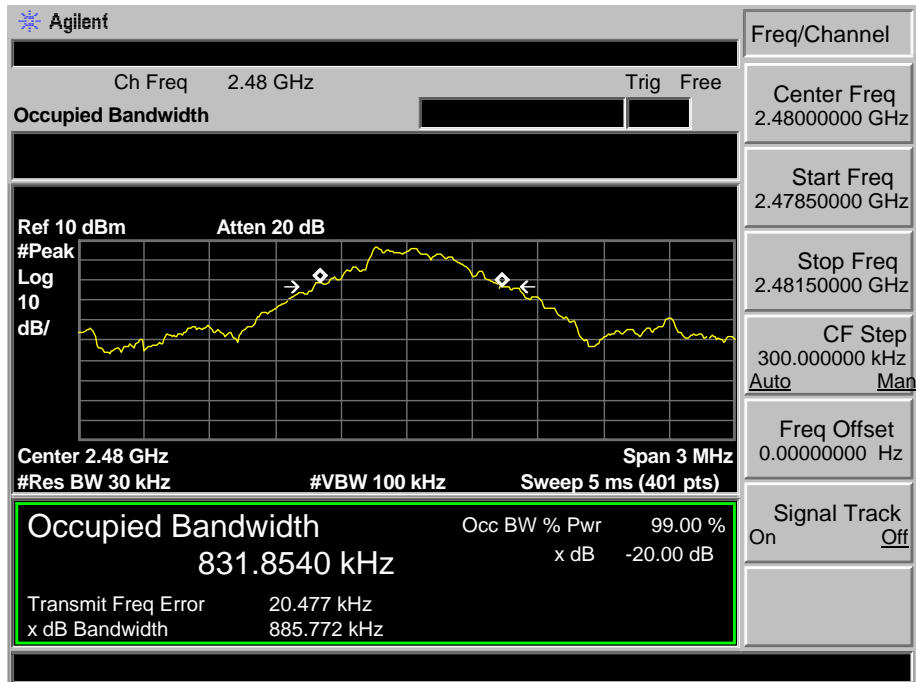 Agilent
Freq/Channel
Ch Freq 2.48 GHz Trig Free
Occupied Bandwidth
Center Freq
2.48000000 GHz
Start Freq
2.47850000 GHz
Stop Freq
2.48150000 GHz
CF Step
300.000000 kHz
Auto Man
Freq Offset
0.00000000 Hz
Signal Track
On Off
Ref 10 dBm Atten 20 dB
#Peak
Log
10
dB/
Center 2.48 GHz Span 3 MHz
#Res BW 30 kHz #VBW 100 kHz Sweep 5 ms (401 pts)
Occupied Bandwidth Occ BW % Pwr 99.00 %
831.8540 kHz x dB -20.00 dB
Transmit Freq Error 20.477 kHz
x dB Bandwidth 885.772 kHz